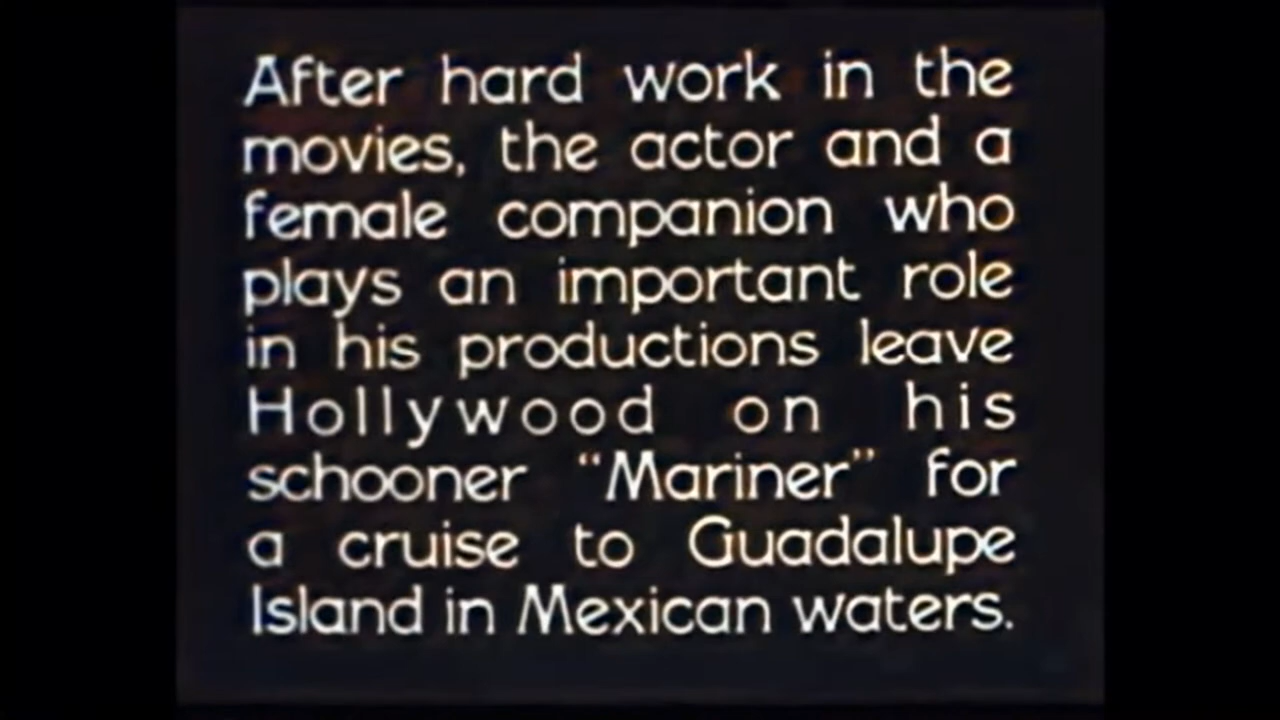 After hard work in the
movies, the actor and a
female companion who
plays an important role
in his productions leave
Hollywood on his
schooner “Mariner” for
a cruise to Guadalupe
Island in Mexican waters.